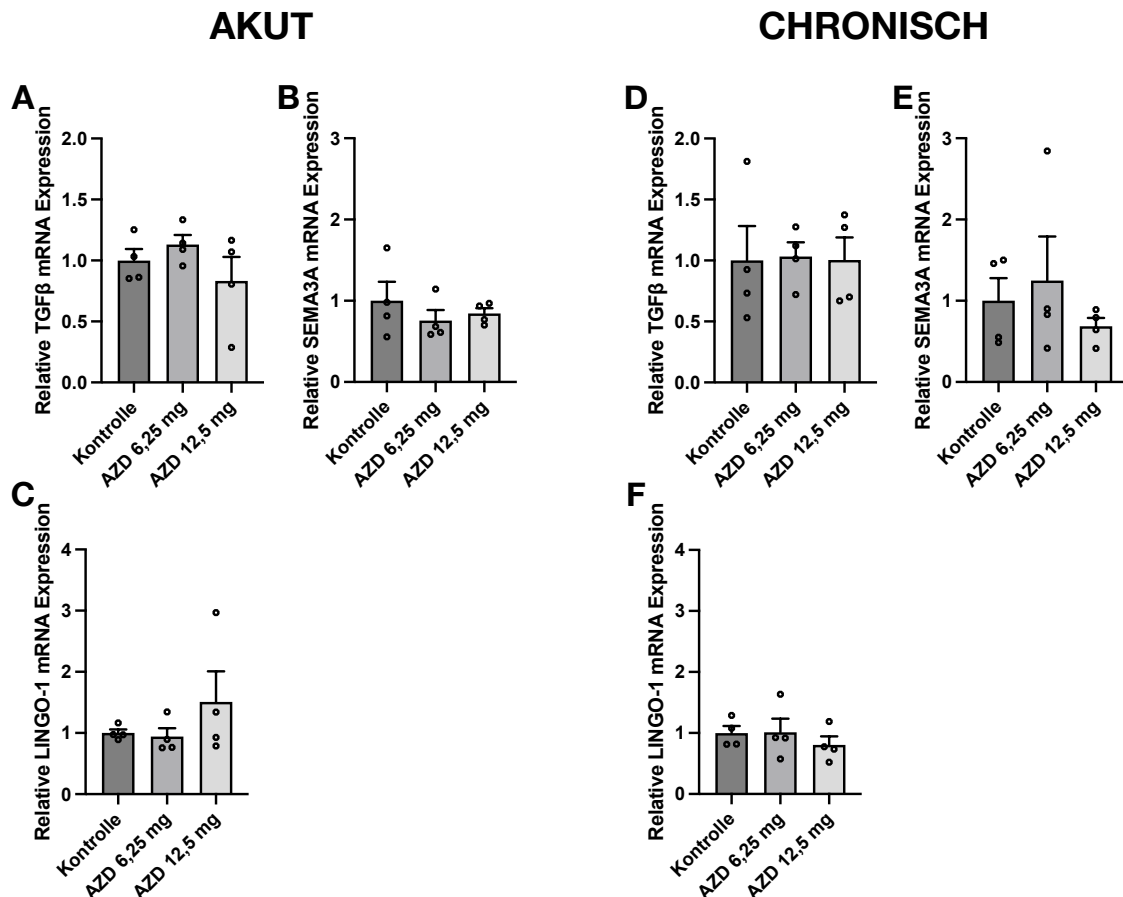 AKUT
CHRONISCH
A
Relative TGFβ mRNA Expression
2.0
1.5
1.0
0.5
0.0
Kontrolle
AZD 6,25 mg
AZD 12,5 mg
B
Relative SEMA3A mRNA Expression
3
2
1
0
Kontrolle
AZD 6,25 mg
AZD 12,5 mg
D
Relative TGFβ mRNA Expression
2.0
1.5
1.0
0.5
0.0
Kontrolle
AZD 6,25 mg
AZD 12,5 mg
E
Relative SEMA3A mRNA Expression
3
2
1
0
Kontrolle
AZD 6,25 mg
AZD 12,5 mg
C
Relative LINGO-1 mRNA Expression
4
3
2
1
0
Kontrolle
AZD 6,25 mg
AZD 12,5 mg
F
Relative LINGO-1 mRNA Expression
4
3
2
1
0
Kontrolle
AZD 6,25 mg
AZD 12,5 mg